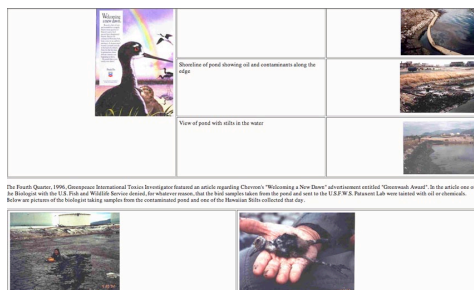 Welcoming
a new dawn.
Shoreline of pond showing oil and contaminants along the
edge
View of pond with stilts in the water
The Fourth Quarter, 1996, Greenpeace International Toxics Investigator featured an article regarding Chevron's "Welcoming a New Dawn" advertisement entitled "Greenwash Award". In the article one of
the Biologist with the U.S. Fish and Wildlife Service denied, for whatever reason, that the bird samples taken from the pond and sent to the U.S.F.W.S. Patuxent Lab were tainted with oil or chemicals.
Below are pictures of the biologist taking samples from the contaminated pond and one of the Hawaiian Stilts collected that day.